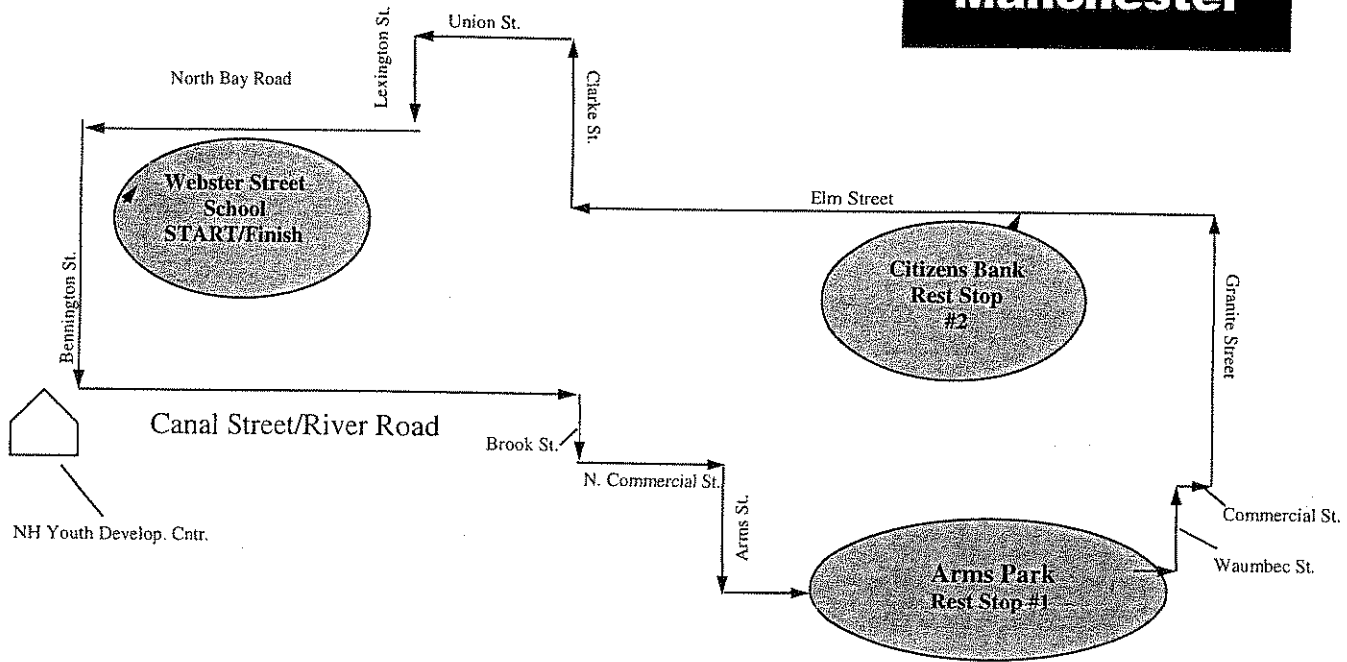 Union St.
Lexington St.
North Bay Road
Clarke St.
Webster Street
School
START/Finish
Elm Street
Citizens Bank
Rest Stop
#2
Granite Street
Bennington St.
Canal Street/River Road
Brook St.
N. Commercial St.
Arms St.
Commercial St.
NH Youth Develop. Cntr.
Arms Park
Rest Stop #1
Waumbec St.